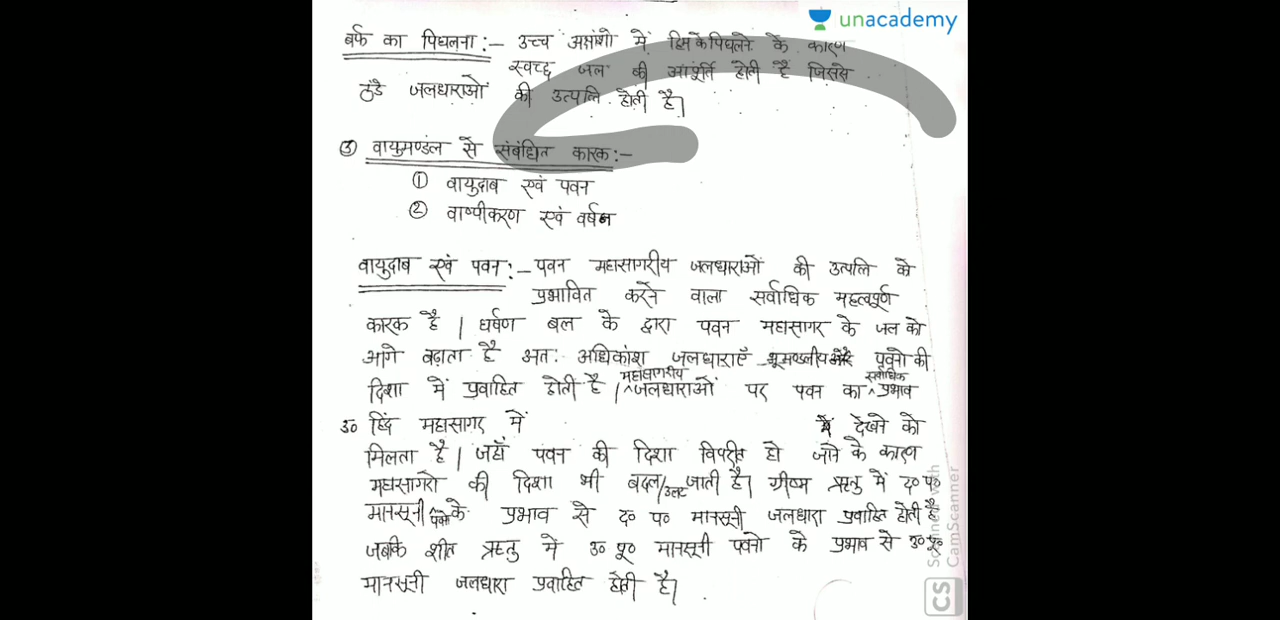 unacademy
बर्फ का पिघलना :- उच्च अक्षांशो में हिम के पिघलने के कारण
स्वच्छ जल की आपूर्ति होती है जिससे
ठंडे जलधाराओं की उत्पत्ति होती है।
③ वायुमण्डल से संबंधित कारक :-
① वायुदाब एवं पवन
② वाष्पीकरण एवं वर्षन
वायुदाब एवं पवन :- पवन महासागरीय जलधाराओं की उत्पत्ति को
प्रभावित करने वाला सर्वाधिक महत्वपूर्ण
कारक है। घर्षण बल के द्वारा पवन महासागर के जल को
आगे बढ़ाता है अतः अधिकांश जलधाराएँ भूमण्डलीय पवनो की
दिशा में प्रवाहित होती है। महासागरीय जलधाराओं पर पवन का सर्वाधिक प्रभाव
उ० हिंद महासागर में देखने को
मिलता है। जहाँ पवन की दिशा विपरीत हो जाने के कारण
महासागरो की दिशा भी बदल/उलट जाती है। ग्रीष्म ऋतु में द० प०
मानसूनी के प्रभाव से द० प० मानसूनी जलधारा प्रवाहित होती है
जबकि शीत ऋतु में उ० पू० मानसूनी पवनो के प्रभाव से उ० पू०
मानसूनी जलधारा प्रवाहित होती है।
Scanned with
CamScanner
CS